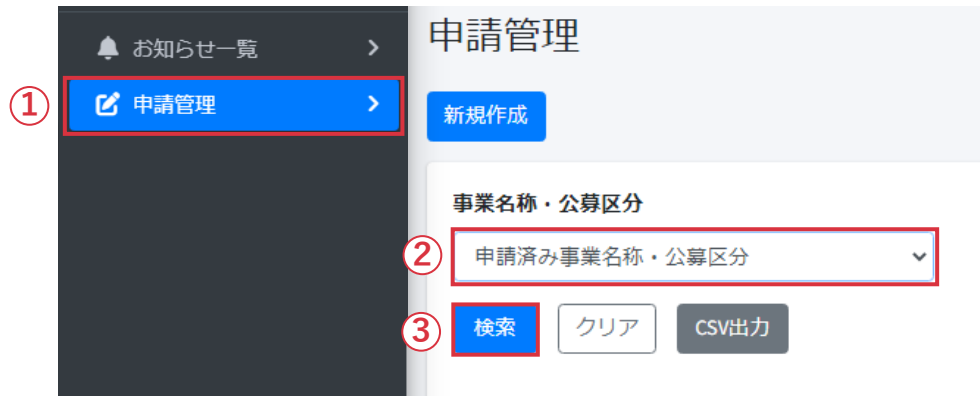 お知らせ一覧
① 申請管理
申請管理
新規作成
事業名称・公募区分
② 申請済み事業名称・公募区分
③ 検索 クリア CSV出力